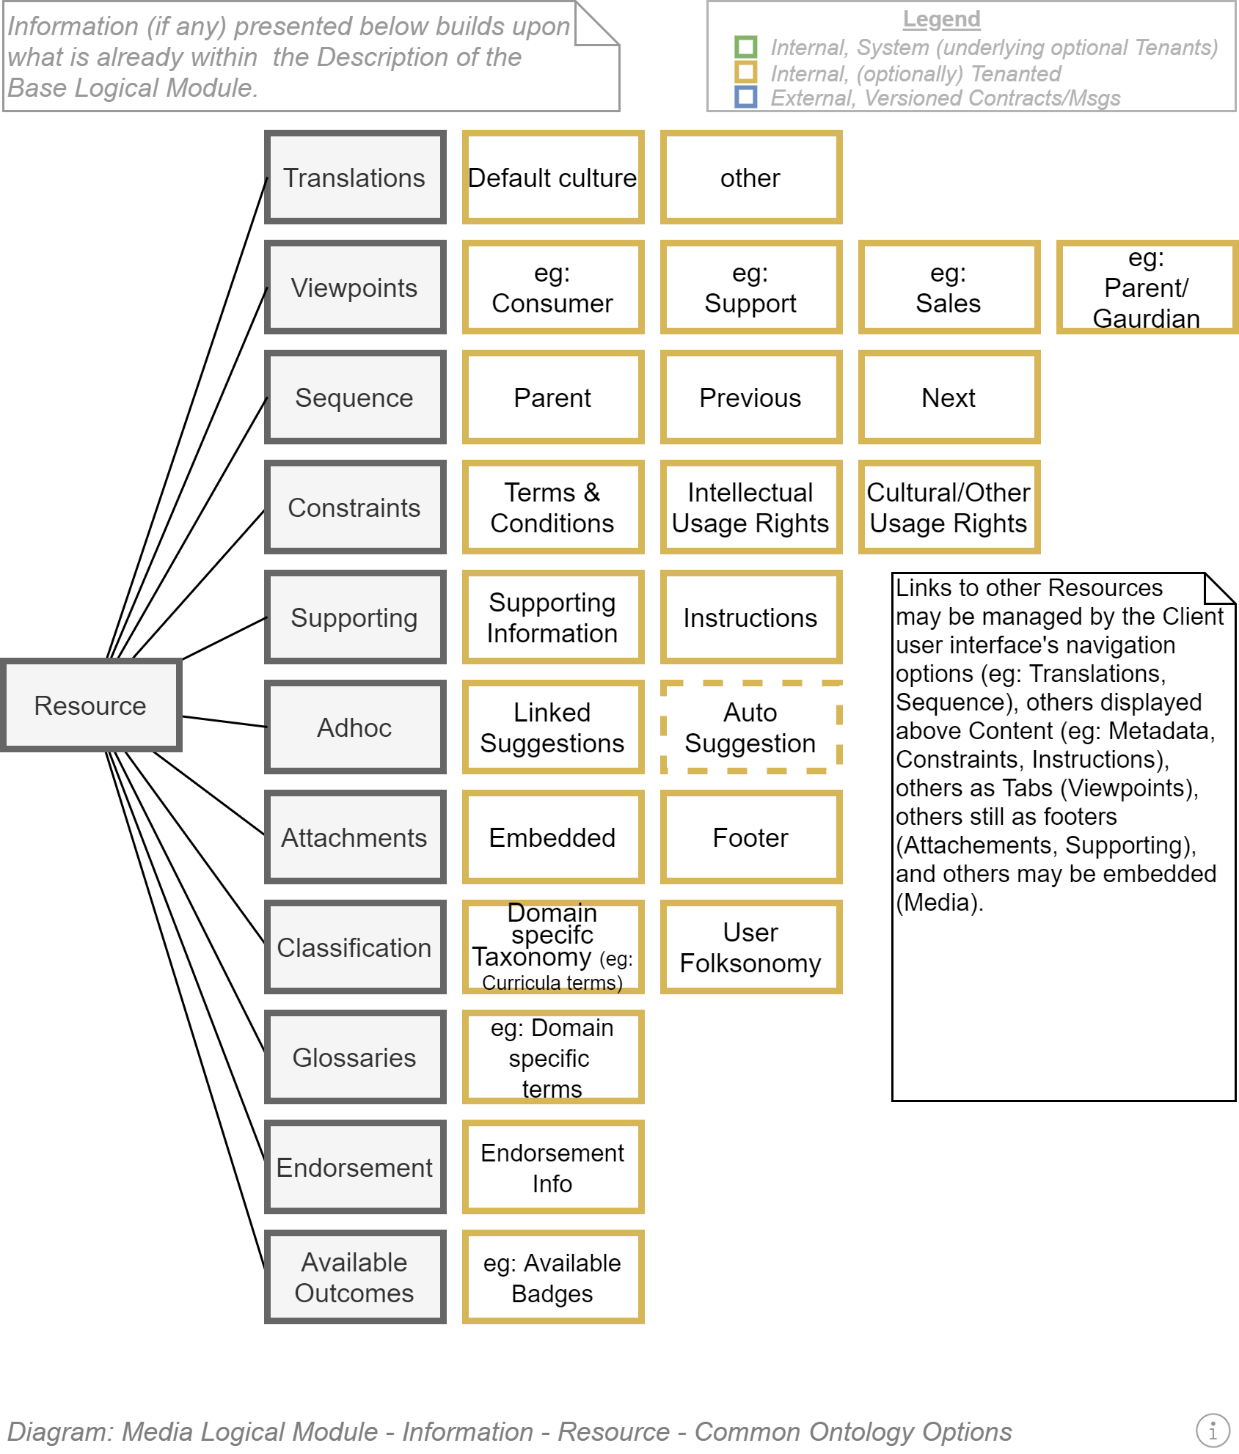 Information (if any) presented below builds upon
what is already within the Description of the
Base Logical Module.
Legend
Internal, System (underlying optional Tenants)
Internal, (optionally) Tenanted
External, Versioned Contracts/Msgs
Translations
Default culture
other
Viewpoints
eg:
Consumer
eg:
Support
eg:
Sales
eg:
Parent/
Gaurdian
Sequence
Parent
Previous
Next
Constraints
Terms &
Conditions
Intellectual
Usage Rights
Cultural/Other
Usage Rights
Supporting
Supporting
Information
Instructions
Resource
Adhoc
Linked
Suggestions
Auto
Suggestion
Attachments
Embedded
Footer
Classification
Domain
specifc
Taxonomy (eg:
Curricula terms)
User
Folksonomy
Glossaries
eg: Domain
specific
terms
Endorsement
Endorsement
Info
Available
Outcomes
eg: Available
Badges
Links to other Resources
may be managed by the Client
user interface's navigation
options (eg: Translations,
Sequence), others displayed
above Content (eg: Metadata,
Constraints, Instructions),
others as Tabs (Viewpoints),
others still as footers
(Attachements, Supporting),
and others may be embedded
(Media).
Diagram: Media Logical Module - Information - Resource - Common Ontology Options
i